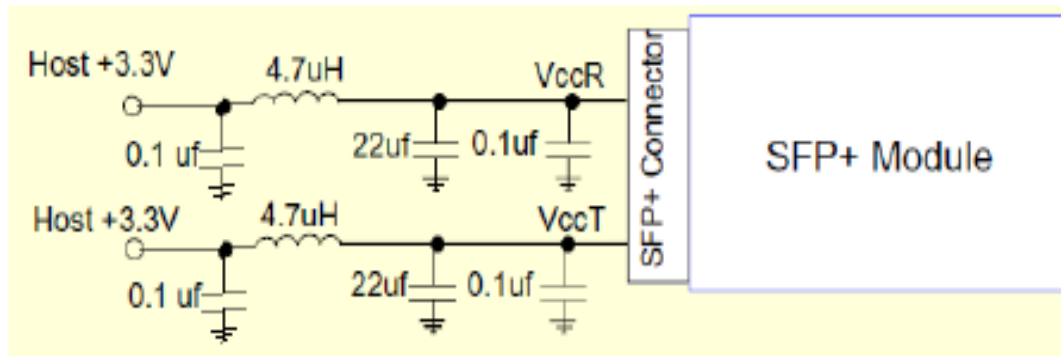 Host +3.3V
4.7uH
VccR
0.1 uf
22uf
0.1uf
Host +3.3V
4.7uH
VccT
0.1 uf
22uf
0.1uf
SFP+ Connector
SFP+ Module